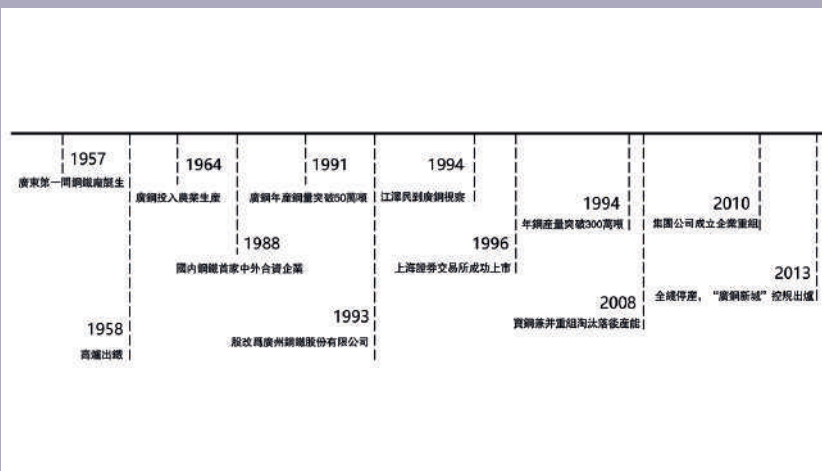 1957
廣東第一間鋼鐵廠誕生
1958
高爐出鐵
1964
廣鋼投入農業生產
1988
國內鋼鐵首家中外合資企業
1991
廣鋼年產鋼量突破50萬噸
1993
股改爲廣州鋼鐵股份有限公司
1994
江澤民到廣鋼視察
1996
上海證券交易所成功上市
1994
年鋼產量突破300萬噸
2008
寶鋼兼并重組淘汰落後產能
2010
集團公司成立企業重組
2013
全綫停産，“廣鋼新城”控規出爐